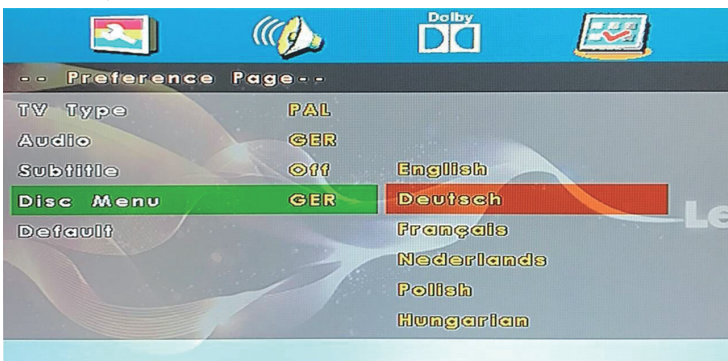 Dolby
-- Preference Page--
TV Type PAL
Audio GER
Subtitle Off English
Disc Menu GER Deutsch
Default Français
Nederlands
Polish
Hungarian